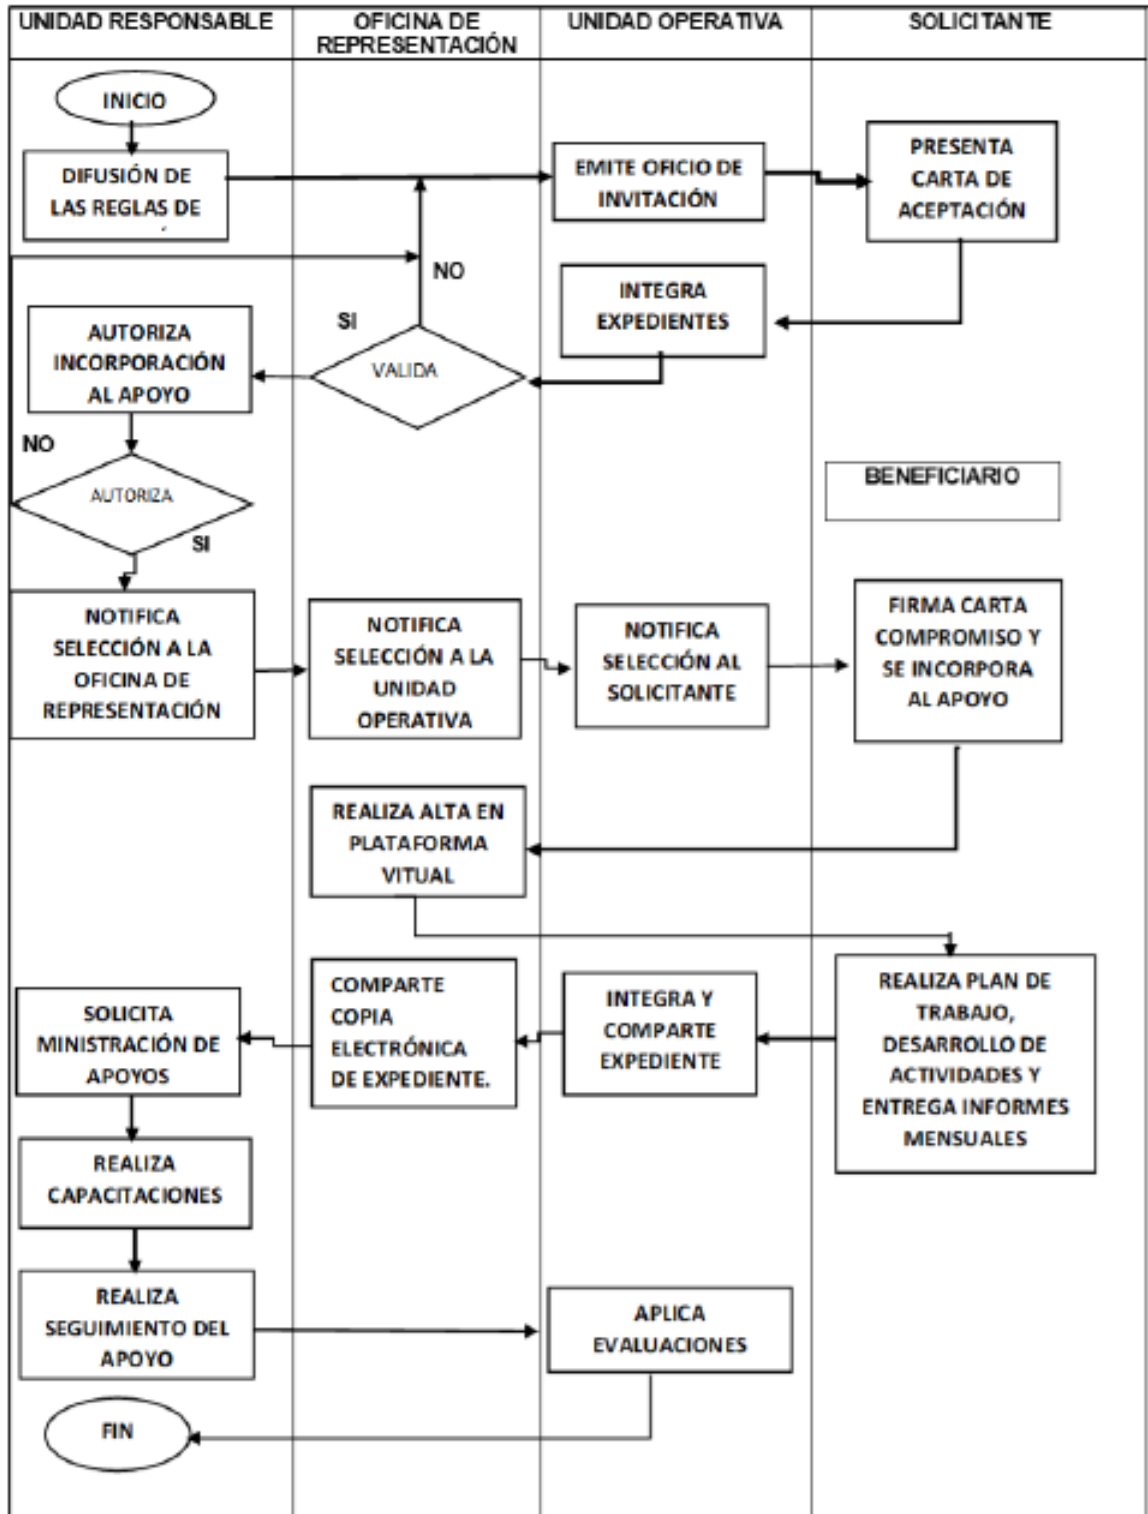 UNIDAD RESPONSABLE
OFICINA DE
REPRESENTACIÓN
UNIDAD OPERATIVA
SOLICITANTE
INICIO
DIFUSIÓN DE
LAS REGLAS DE
EMITE OFICIO DE
INVITACIÓN
PRESENTA
CARTA DE
ACEPTACIÓN
NO
INTEGRA
EXPEDIENTES
SI
VALIDA
AUTORIZA
INCORPORACIÓN
AL APOYO
NO
AUTORIZA
SI
BENEFICIARIO
NOTIFICA
SELECCIÓN A LA
OFICINA DE
REPRESENTACIÓN
NOTIFICA
SELECCIÓN A LA
UNIDAD
OPERATIVA
NOTIFICA
SELECCIÓN AL
SOLICITANTE
FIRMA CARTA
COMPROMISO Y
SE INCORPORA
AL APOYO
REALIZA ALTA EN
PLATAFORMA
VITUAL
REALIZA PLAN DE
TRABAJO,
DESARROLLO DE
ACTIVIDADES Y
ENTREGA INFORMES
MENSUALES
INTEGRA Y
COMPARTE
EXPEDIENTE
COMPARTE
COPIA
ELECTRÓNICA
DE EXPEDIENTE.
SOLICITA
MINISTRACIÓN DE
APOYOS
REALIZA
CAPACITACIONES
REALIZA
SEGUIMIENTO DEL
APOYO
APLICA
EVALUACIONES
FIN